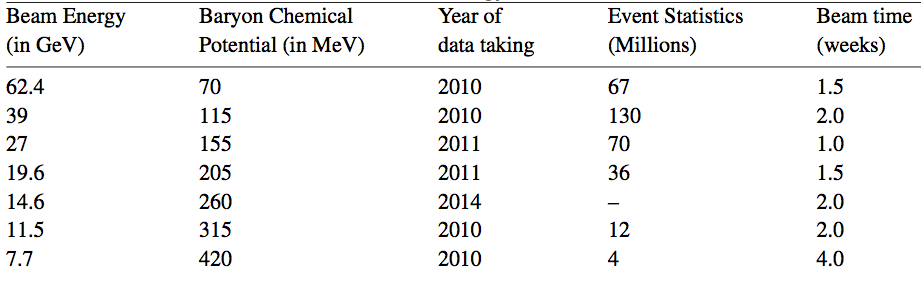 Beam Energy Baryon Chemical Year of Event Statistics Beam time
(in GeV) Potential (in MeV) data taking (Millions) (weeks)
62.4 70 2010 67 1.5
39 115 2010 130 2.0
27 155 2011 70 1.0
19.6 205 2011 36 1.5
14.6 260 2014 – 2.0
11.5 315 2010 12 2.0
7.7 420 2010 4 4.0